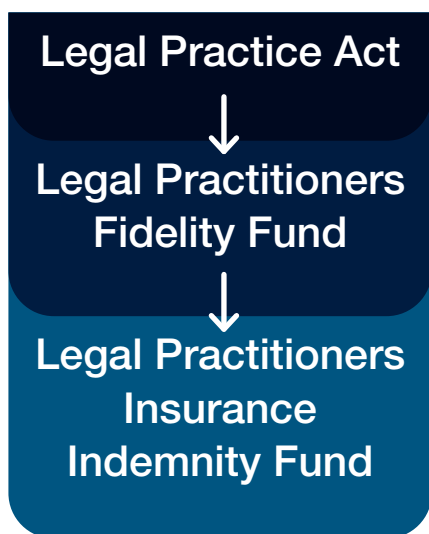 Legal Practice Act
Legal Practitioners
Fidelity Fund
Legal Practitioners
Insurance
Indemnity Fund